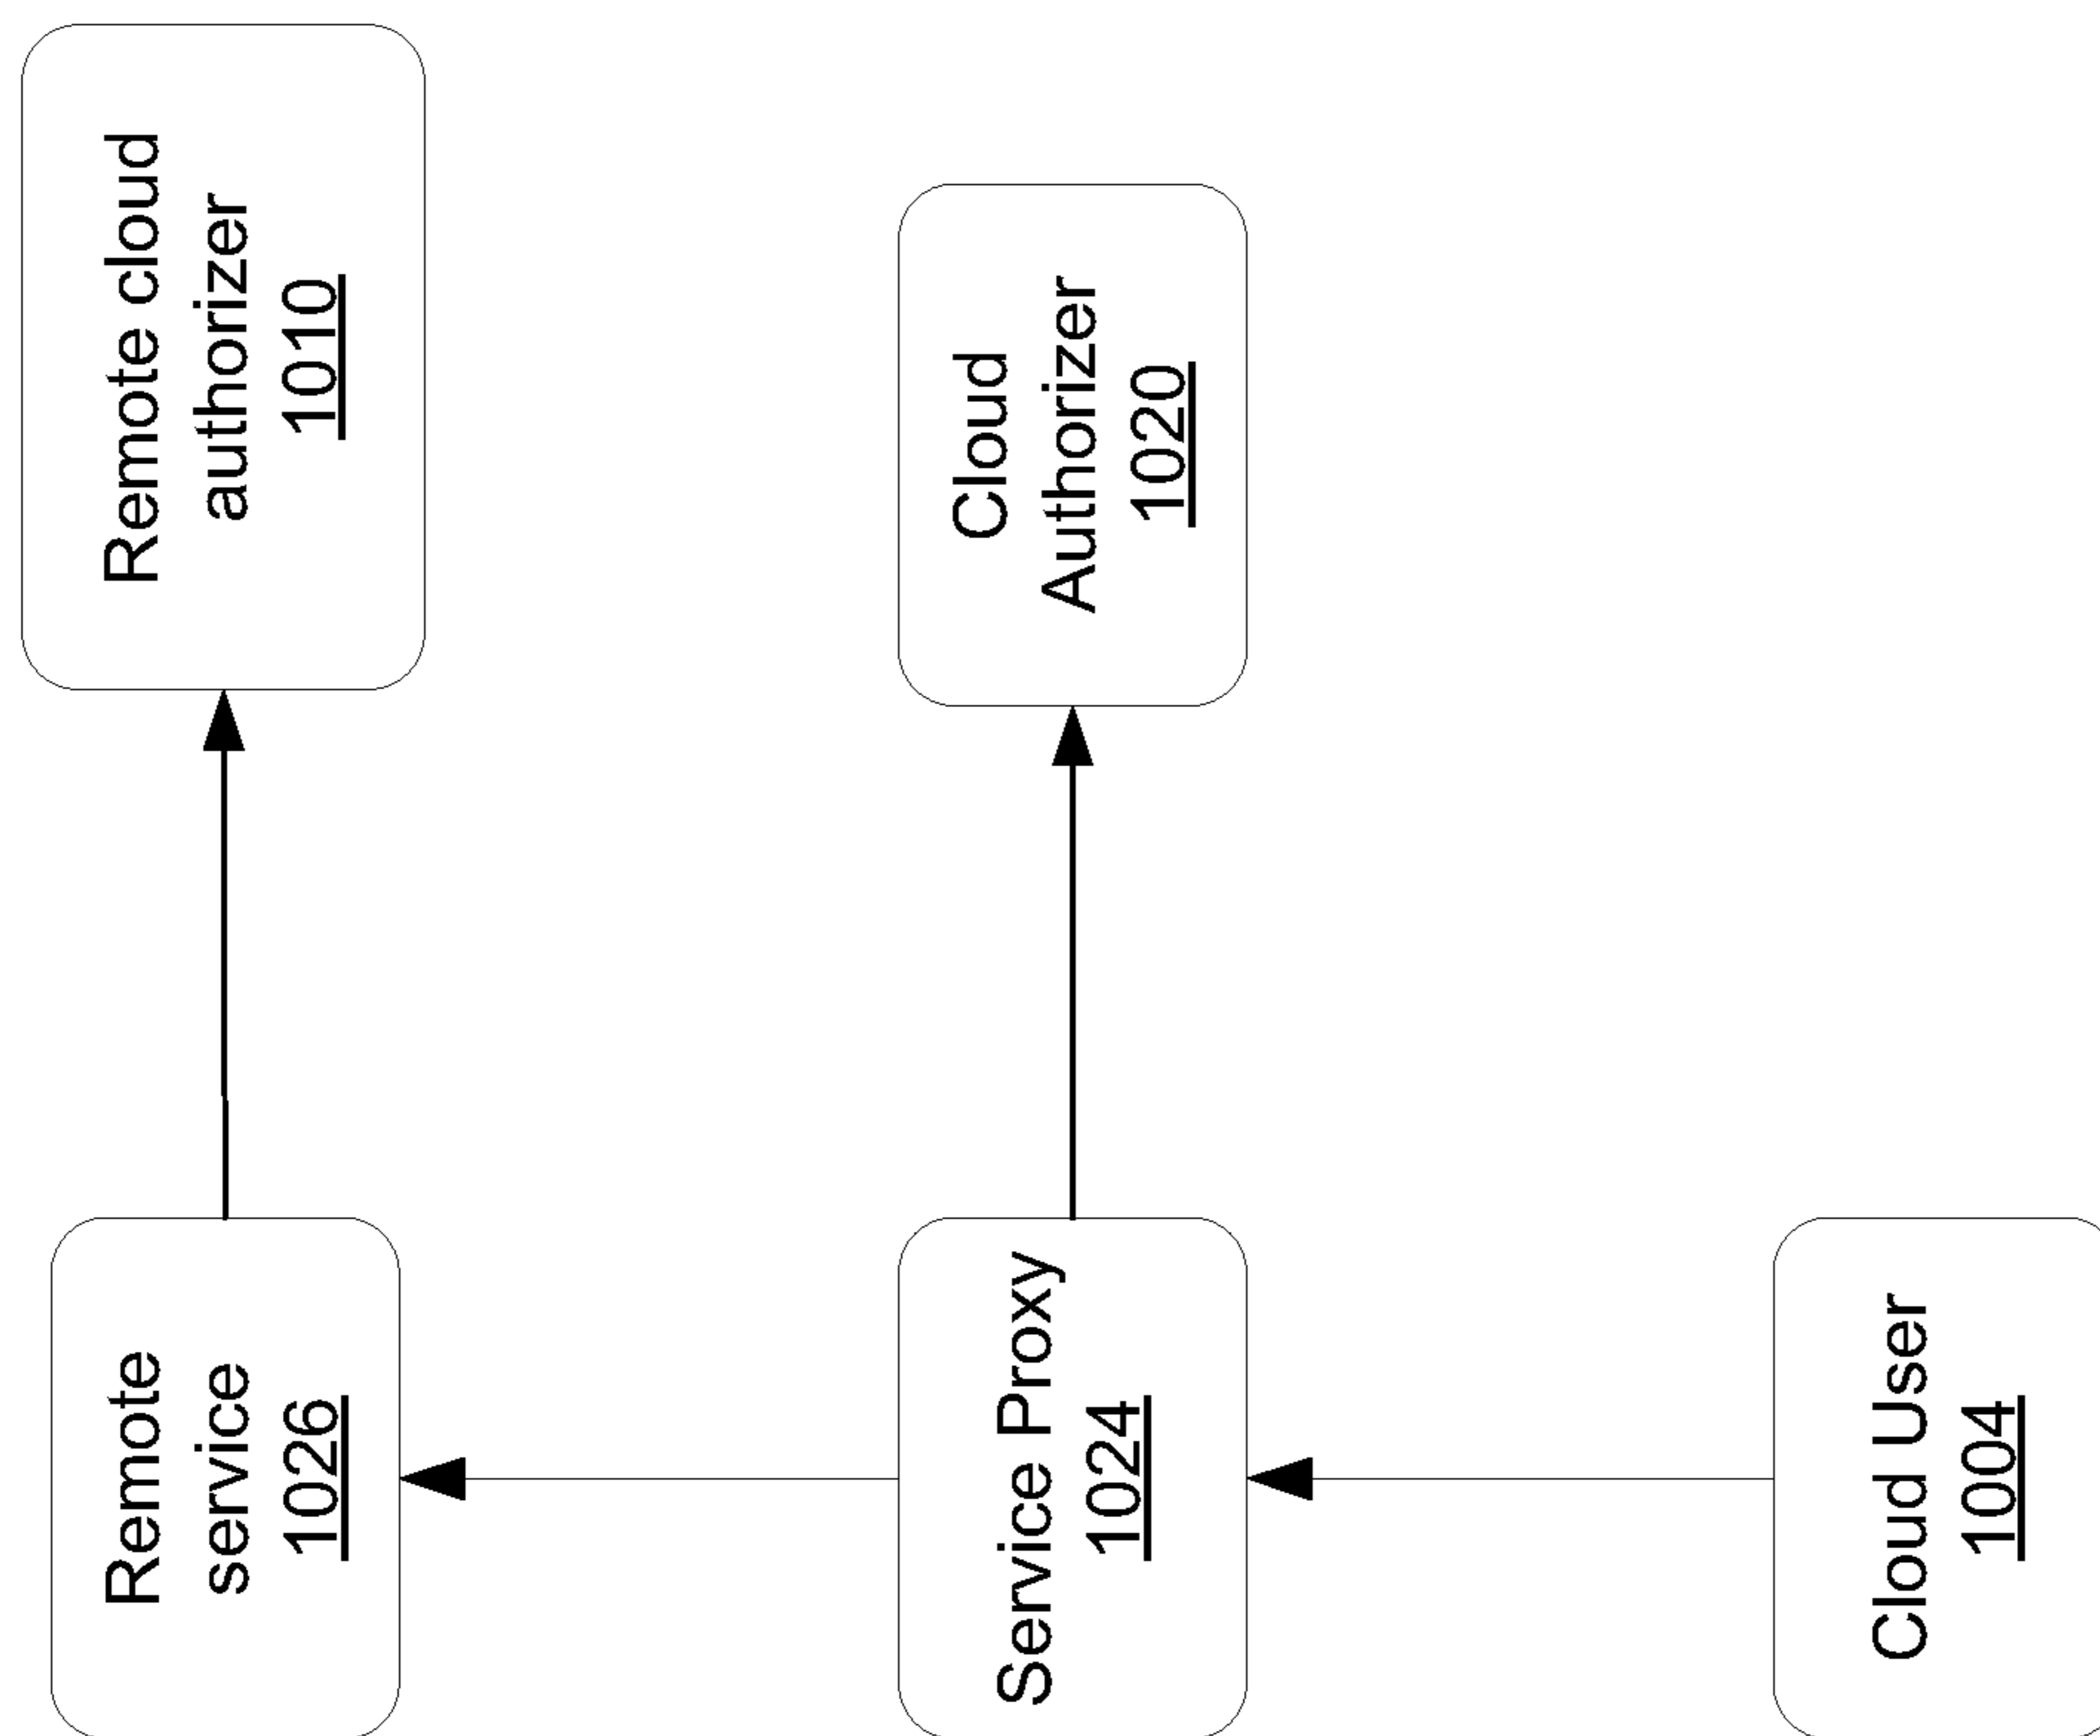 Remote cloud
authorizer
1010
Remote
service
1026
Cloud
Authorizer
1020
Service Proxy
1024
Cloud User
1004